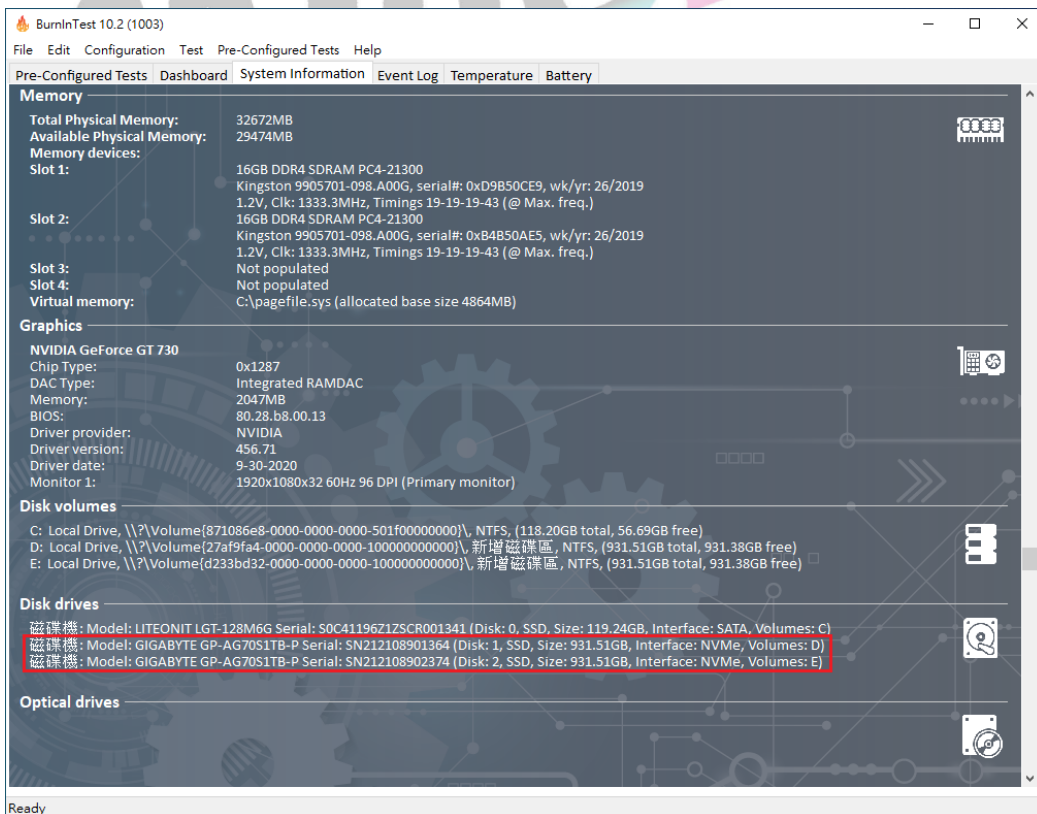 BurnInTest 10.2 (1003)
File Edit Configuration Test Pre-Configured Tests Help
Pre-Configured Tests Dashboard System Information Event Log Temperature Battery
Memory
Total Physical Memory: 32672MB
Available Physical Memory: 29474MB
Memory devices:
Slot 1: 16GB DDR4 SDRAM PC4-21300
Kingston 9905701-098.A00G, serial#: 0xD9B50CE9, wk/yr: 26/2019
1.2V, Clk: 1333.3MHz, Timings 19-19-19-43 (@ Max. freq.)
Slot 2: 16GB DDR4 SDRAM PC4-21300
Kingston 9905701-098.A00G, serial#: 0xB4B50AE5, wk/yr: 26/2019
1.2V, Clk: 1333.3MHz, Timings 19-19-19-43 (@ Max. freq.)
Slot 3: Not populated
Slot 4: Not populated
Virtual memory: C:\pagefile.sys (allocated base size 4864MB)
Graphics
NVIDIA GeForce GT 730
Chip Type: 0x1287
DAC Type: Integrated RAMDAC
Memory: 2047MB
BIOS: 80.28.b8.00.13
Driver provider: NVIDIA
Driver version: 456.71
Driver date: 9-30-2020
Monitor 1: 1920x1080x32 60Hz 96 DPI (Primary monitor)
Disk volumes
C: Local Drive, \\?\Volume{871086e8-0000-0000-0000-501f00000000}\, NTFS, (118.20GB total, 56.69GB free)
D: Local Drive, \\?\Volume{27af9fa4-0000-0000-0000-100000000000}\, 新增磁碟區, NTFS, (931.51GB total, 931.38GB free)
E: Local Drive, \\?\Volume{d233bd32-0000-0000-0000-100000000000}\, 新增磁碟區, NTFS, (931.51GB total, 931.38GB free)
Disk drives
磁碟機: Model: LITEONIT LGT-128M6G Serial: S0C41196Z1ZSCR001341 (Disk: 0, SSD, Size: 119.24GB, Interface: SATA, Volumes: C)
磁碟機: Model: GIGABYTE GP-AG70S1TB-P Serial: SN212108901364 (Disk: 1, SSD, Size: 931.51GB, Interface: NVMe, Volumes: D)
磁碟機: Model: GIGABYTE GP-AG70S1TB-P Serial: SN212108902374 (Disk: 2, SSD, Size: 931.51GB, Interface: NVMe, Volumes: E)
Optical drives
Ready